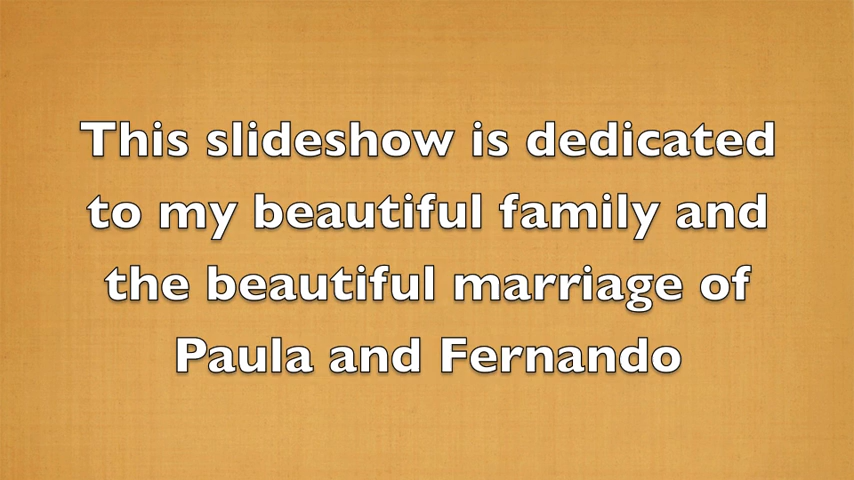 This slideshow is dedicated
to my beautiful family and
the beautiful marriage of
Paula and Fernando